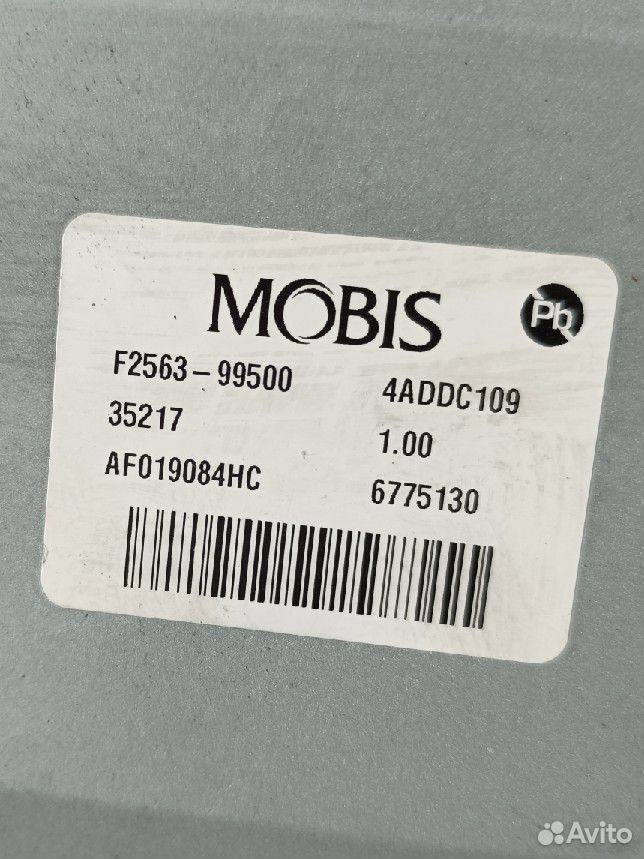 MOBIS
Pb
F2563-99500 4ADDC109
35217 1.00
AF019084HC 6775130
Avito